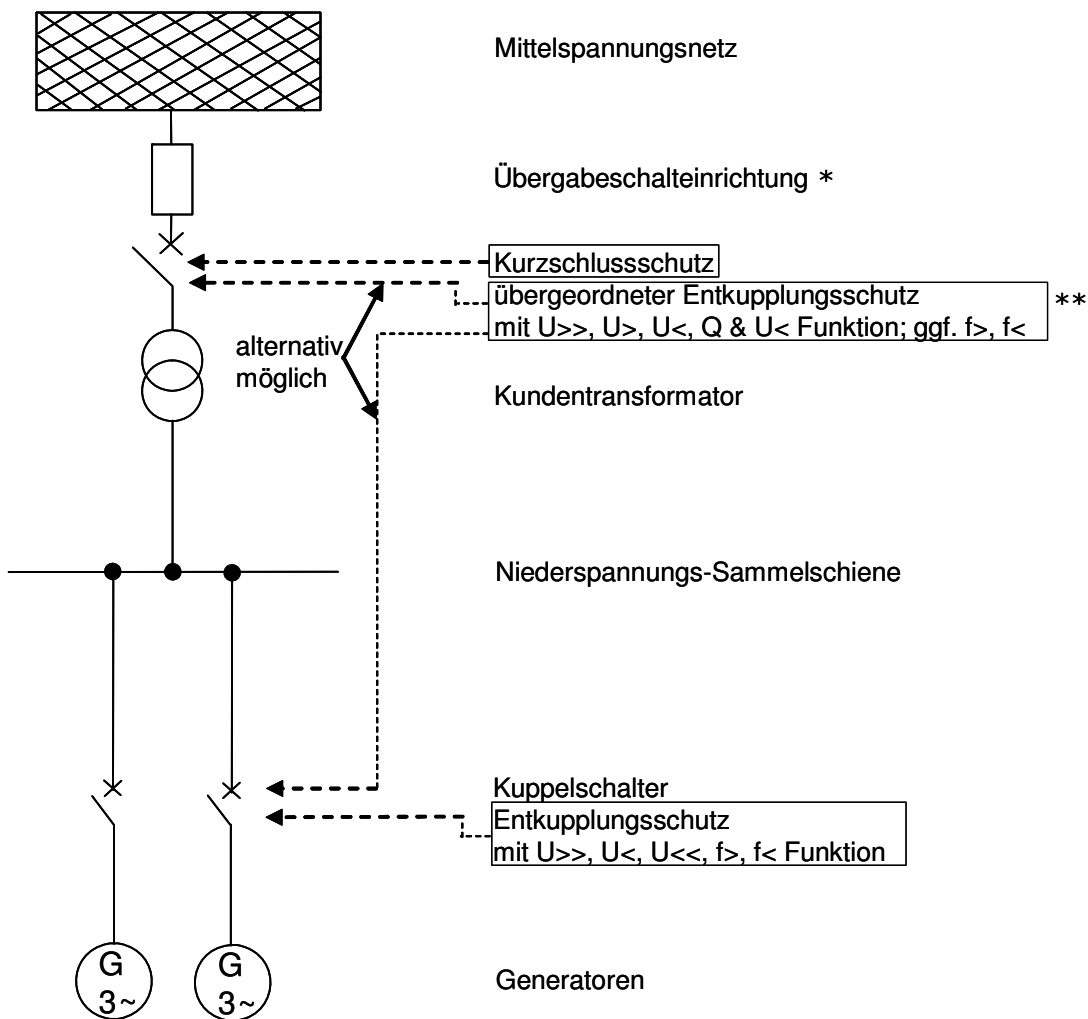 Mittelspannungsnetz
Übergabeschalteinrichtung *
Kurzschlussschutz
übergeordneter Entkupplungsschutz **
mit U>>, U>, U<, Q & U< Funktion; ggf. f>, f<
alternativ
möglich
Kundentransformator
Niederspannungs-Sammelschiene
Kuppelschalter
Entkupplungsschutz
mit U>>, U<, U<<, f>, f< Funktion
G
3~
G
3~
Generatoren